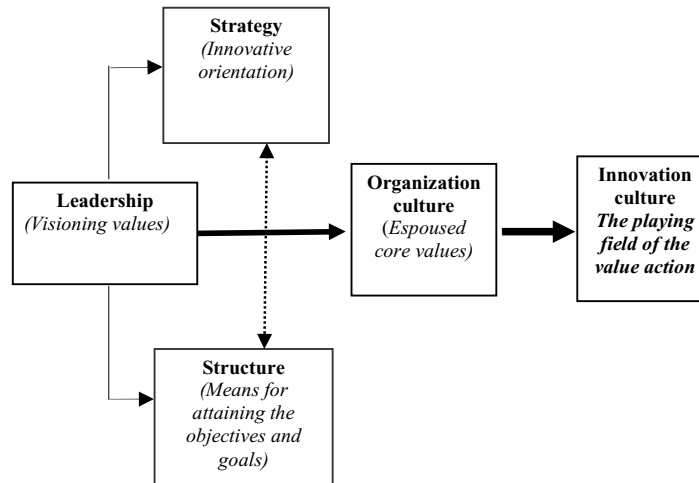 Strategy
(Innovative
orientation)
Leadership
(Visioning values)
Organization
culture
(Espoused
core values)
Innovation
culture
The playing
field of the
value action
Structure
(Means for
attaining the
objectives and
goals)